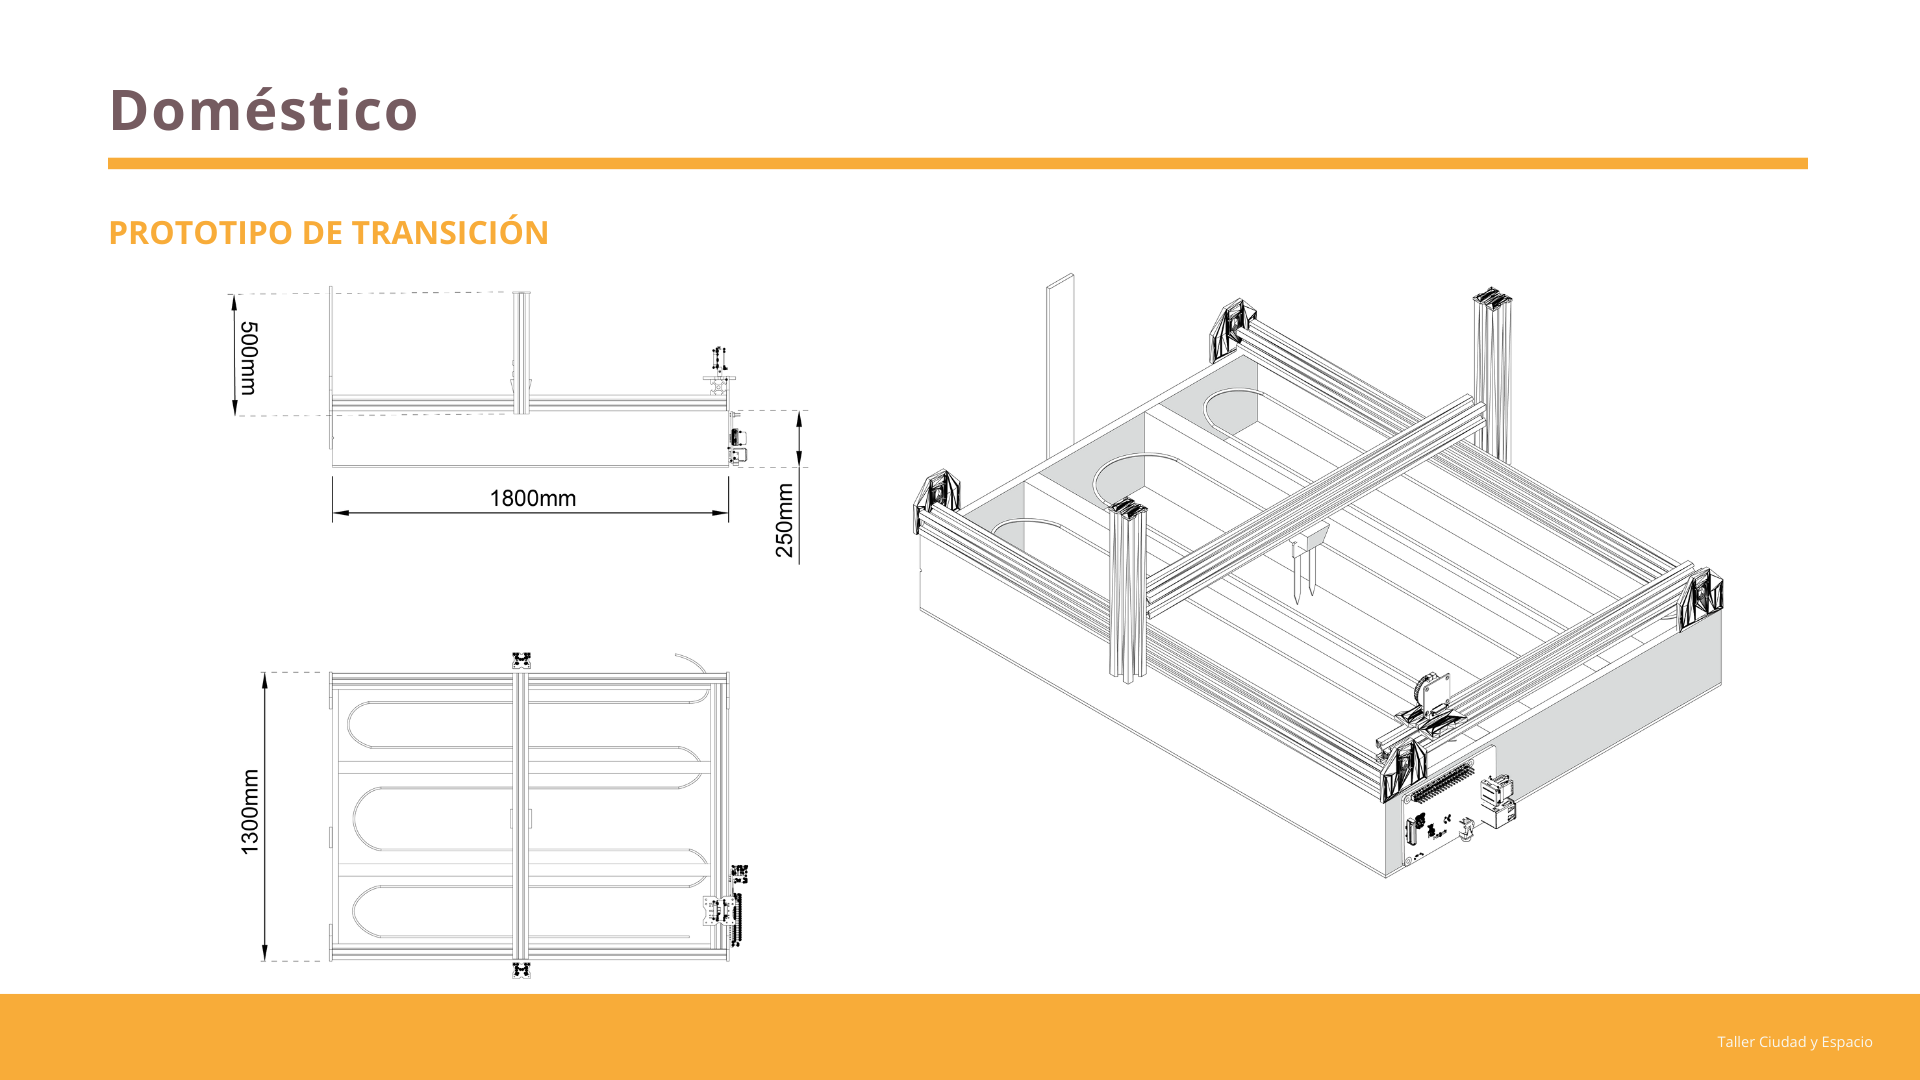 Doméstico
PROTOTIPO DE TRANSICIÓN
500mm
1800mm
250mm
1300mm
Taller Ciudad y Espacio